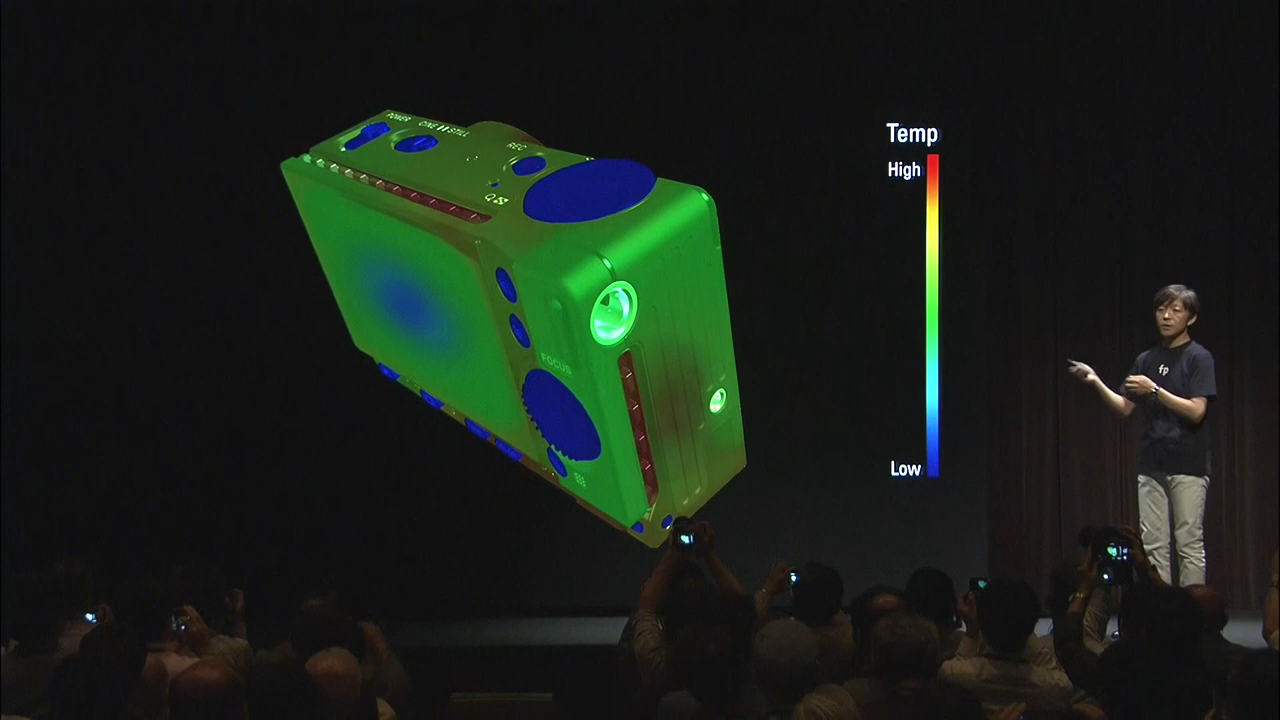 POWER
CINE STILL
REC
Q
FOCUS
Temp
High
Low
fp